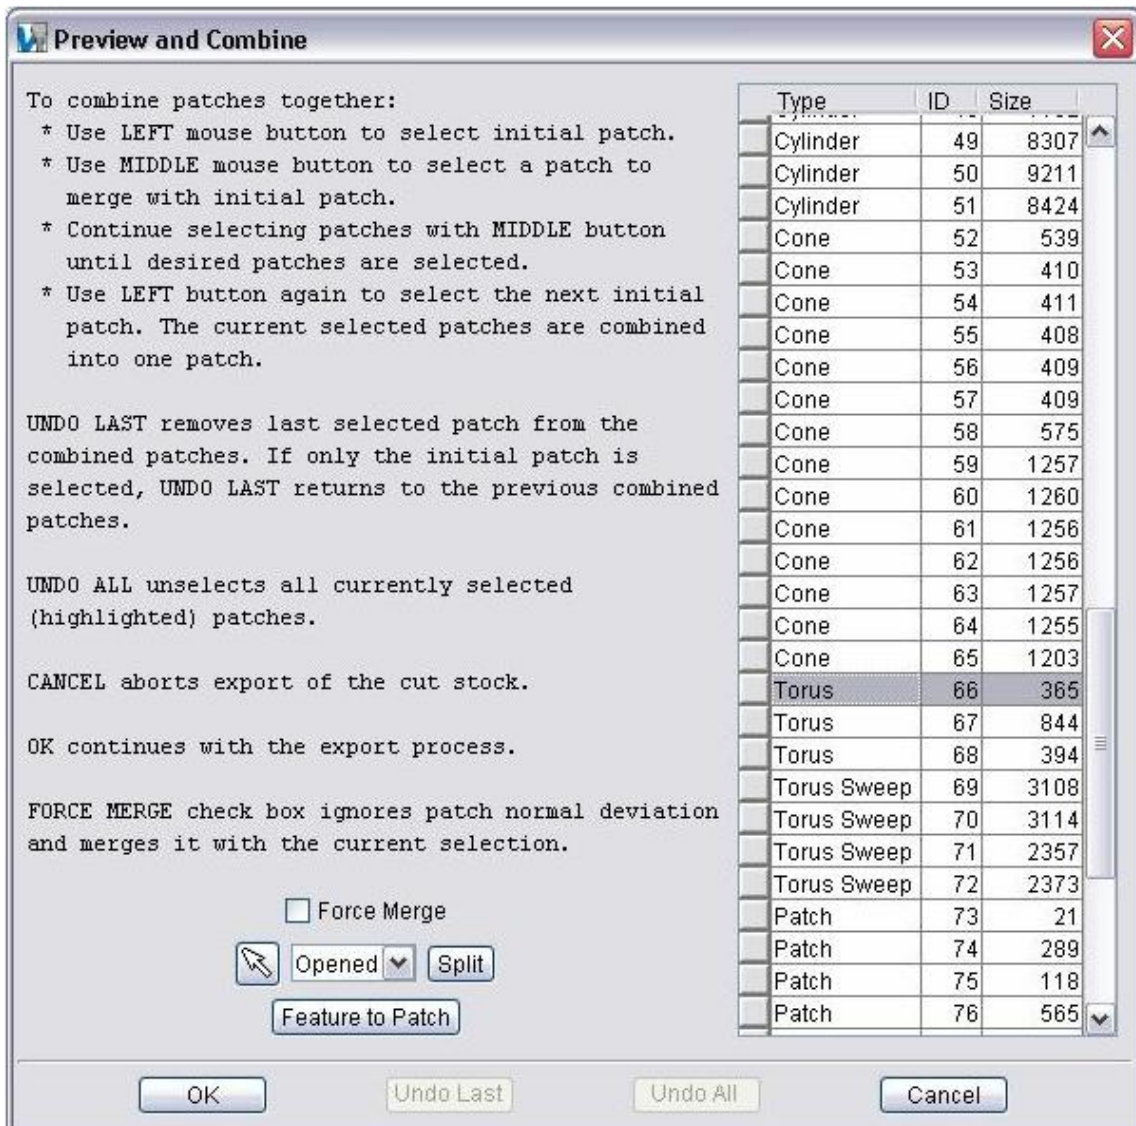 Preview and Combine
To combine patches together:
* Use LEFT mouse button to select initial patch.
* Use MIDDLE mouse button to select a patch to
merge with initial patch.
* Continue selecting patches with MIDDLE button
until desired patches are selected.
* Use LEFT button again to select the next initial
patch. The current selected patches are combined
into one patch.
UNDO LAST removes last selected patch from the
combined patches. If only the initial patch is
selected, UNDO LAST returns to the previous combined
patches.
UNDO ALL unselects all currently selected
(highlighted) patches.
CANCEL aborts export of the cut stock.
OK continues with the export process.
FORCE MERGE check box ignores patch normal deviation
and merges it with the current selection.
Force Merge
Opened Split
Feature to Patch
Type ID Size
Cylinder 49 8307
Cylinder 50 9211
Cylinder 51 8424
Cone 52 539
Cone 53 410
Cone 54 411
Cone 55 408
Cone 56 409
Cone 57 409
Cone 58 575
Cone 59 1257
Cone 60 1260
Cone 61 1256
Cone 62 1256
Cone 63 1257
Cone 64 1255
Cone 65 1203
Torus 66 365
Torus 67 844
Torus 68 394
Torus Sweep 69 3108
Torus Sweep 70 3114
Torus Sweep 71 2357
Torus Sweep 72 2373
Patch 73 21
Patch 74 289
Patch 75 118
Patch 76 565
OK Undo Last Undo All Cancel